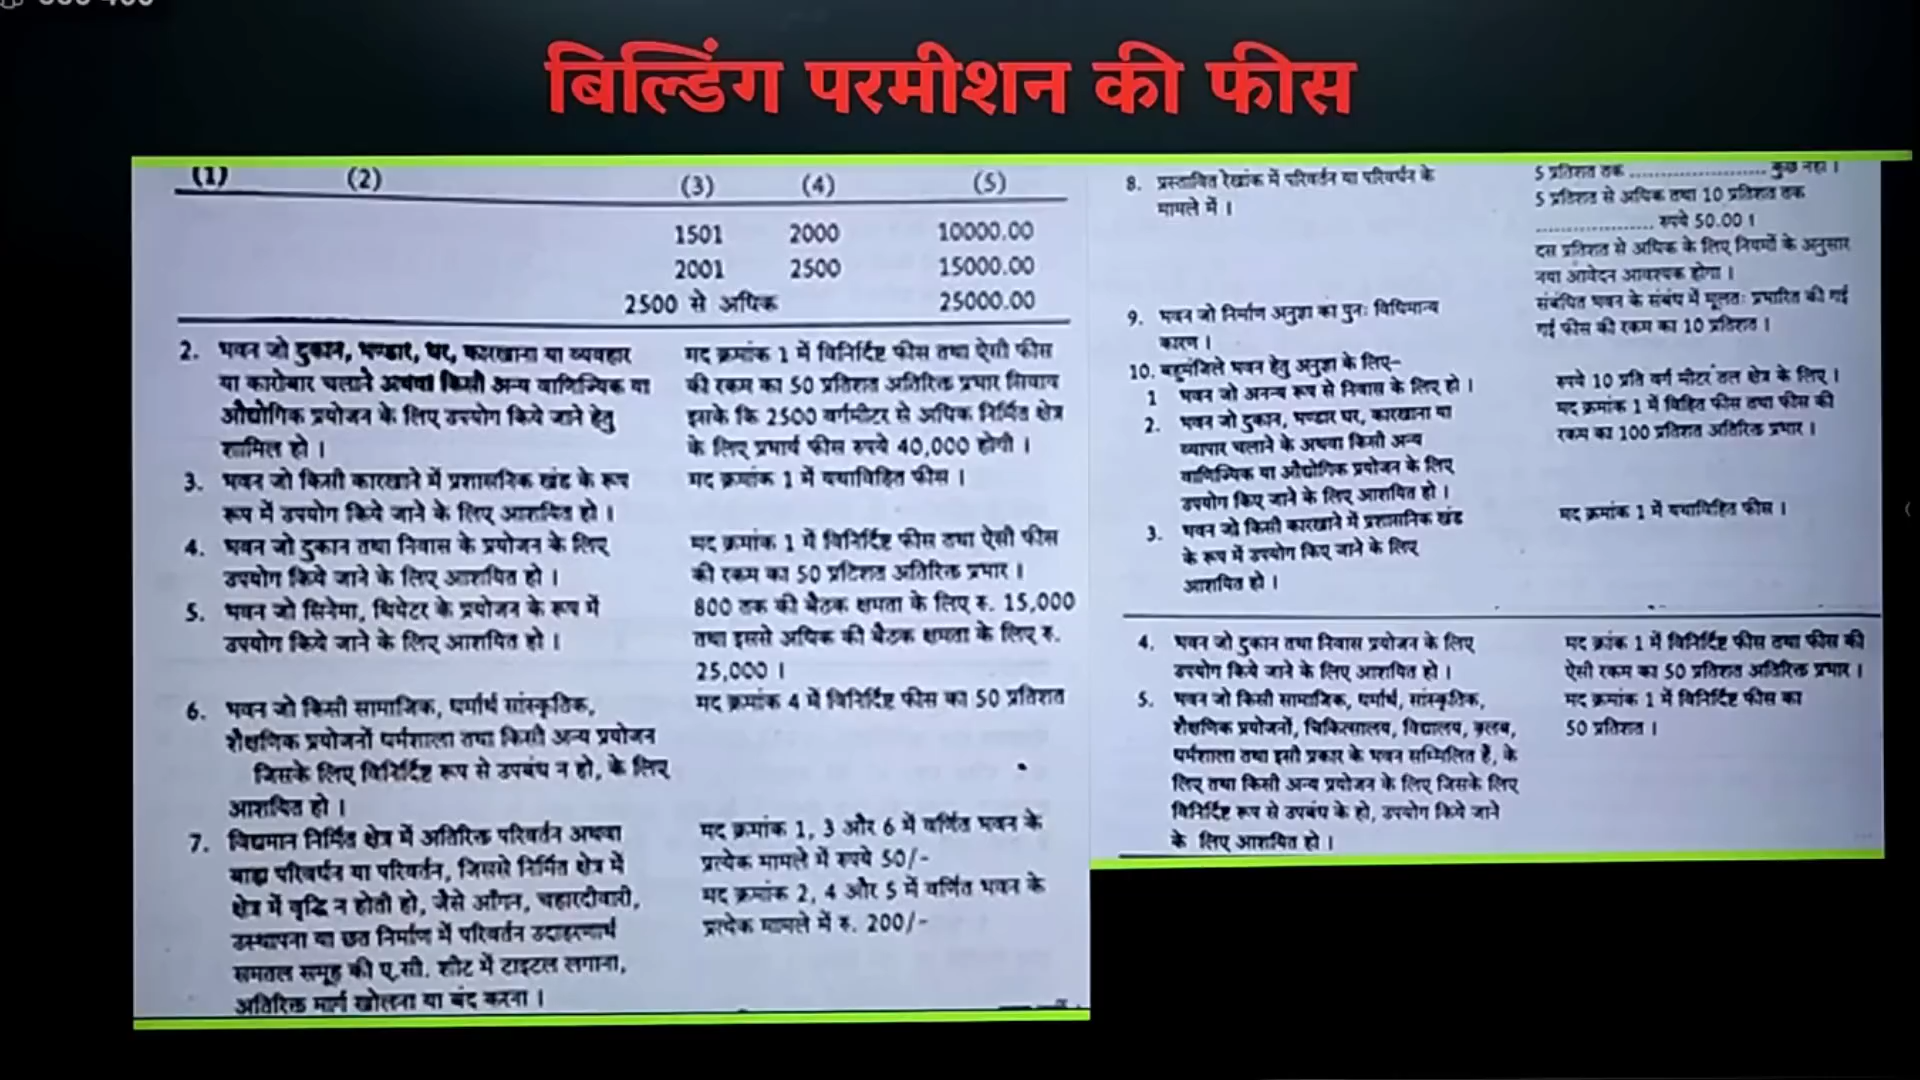 बिल्डिंग परमीशन की फीस
(1) (2) (3) (4) (5)
1501 2000 10000.00
2001 2500 15000.00
2500 से अधिक 25000.00
2. भवन जो दुकान, भण्डार, घर, कारखाना या व्यवहार
या कारोबार चलाने अथवा किसी अन्य वाणिज्यिक या
औद्योगिक प्रयोजन के लिए उपयोग किये जाने हेतु
शामिल हो ।
मद क्रमांक 1 में विनिर्दिष्ट फीस तथा ऐसी फीस
की रकम का 50 प्रतिशत अतिरिक्त प्रभार सिवाय
इसके कि 2500 वर्गमीटर से अधिक निर्मित क्षेत्र
के लिए प्रभार्य फीस रुपये 40,000 होगी ।
3. भवन जो किसी कारखाने में प्रशासनिक खंड के रूप
रूप में उपयोग किये जाने के लिए आशयित हो ।
मद क्रमांक 1 में यथाविहित फीस ।
4. भवन जो दुकान तथा निवास के प्रयोजन के लिए
उपयोग किये जाने के लिए आशयित हो ।
मद क्रमांक 1 में विनिर्दिष्ट फीस तथा ऐसी फीस
की रकम का 50 प्रटिशत अतिरिक्त प्रभार ।
5. भवन जो सिनेमा, थियेटर के प्रयोजन के रूप में
उपयोग किये जाने के लिए आशयित हो ।
800 तक की बैठक क्षमता के लिए रु. 15,000
तथा इससे अधिक की बैठक क्षमता के लिए रु.
25,000 ।
6. भवन जो किसी सामाजिक, धर्मार्थ सांस्कृतिक,
शैक्षणिक प्रयोजनों धर्मशाला तथा किसी अन्य प्रयोजन
जिसके लिए विनिर्दिष्ट रूप से उपबंध न हो, के लिए
आशयित हो ।
मद क्रमांक 4 में विनिर्दिष्ट फीस का 50 प्रतिशत
7. विद्यमान निर्मित क्षेत्र में अतिरिक्त परिवर्तन अथवा
बाह्य परिवर्धन या परिवर्तन, जिससे निर्मित क्षेत्र में
क्षेत्र में वृद्धि न होती हो, जैसे आँगन, चहारदीवारी,
उस्थापना या छत निर्माण में परिवर्तन उदाहरणार्थ
समतल समूह की ए.सी. शीट में टाइटल लगाना,
अतिरिक्त मार्ग खोलना या बंद करना ।
मद क्रमांक 1, 3 और 6 में वर्णित भवन के
प्रत्येक मामले में रूपये 50/-
मद क्रमांक 2, 4 और 5 में वर्णित भवन के
प्रत्येक मामले में रु. 200/-
8. प्रस्तावित रेखांक में परिवर्तन या परिवर्धन के
मामले में ।
5 प्रतिशत तक .................... कुछ नहीं ।
5 प्रतिशत से अधिक तथा 10 प्रतिशत तक
.................... रूपये 50.00 ।
दस प्रतिशत से अधिक के लिए नियमों के अनुसार
नया आवेदन आवश्यक होगा ।
9. भवन जो निर्माण अनुज्ञा का पुनः विधिमान्य
कारण ।
संबंधित भवन के संबंध में मूलतः प्रभारित की गई
गई फीस की रकम का 10 प्रतिशत ।
10. बहुमंजिले भवन हेतु अनुज्ञा के लिए–
1 भवन जो अनन्य रूप से निवास के लिए हो ।
रूपये 10 प्रति वर्ग मीटर तल क्षेत्र के लिए ।
2. भवन जो दुकान, भण्डार घर, कारखाना या
व्यापार चलाने के अथवा किसी अन्य
वाणिज्यिक या औद्योगिक प्रयोजन के लिए
उपयोग किए जाने के लिए आशयित हो ।
मद क्रमांक 1 में विहित फीस तथा फीस की
रकम का 100 प्रतिशत अतिरिक्त प्रभार ।
3. भवन जो किसी कारखाने में प्रशासनिक खंड
के रूप में उपयोग किए जाने के लिए
आशयित हो ।
मद क्रमांक 1 में यथाविहित फीस ।
4. भवन जो दुकान तथा निवास प्रयोजन के लिए
उपयोग किये जाने के लिए आशयित हो ।
मद क्रांक 1 में विनिर्दिष्ट फीस तथा फीस की
ऐसी रकम का 50 प्रतिशत अतिरिक्त प्रभार ।
5. भवन जो किसी सामाजिक, धर्मार्थ, सांस्कृतिक,
शैक्षणिक प्रयोजनों, चिकित्सालय, विद्यालय, क्लब,
धर्मशाला तथा इसी प्रकार के भवन सम्मिलित हैं, के
लिए तथा किसी अन्य प्रयोजन के लिए जिसके लिए
विनिर्दिष्ट रूप से उपबंध के हो, उपयोग किये जाने
के लिए आशयित हो ।
मद क्रमांक 1 में विनिर्दिष्ट फीस का
50 प्रतिशत ।